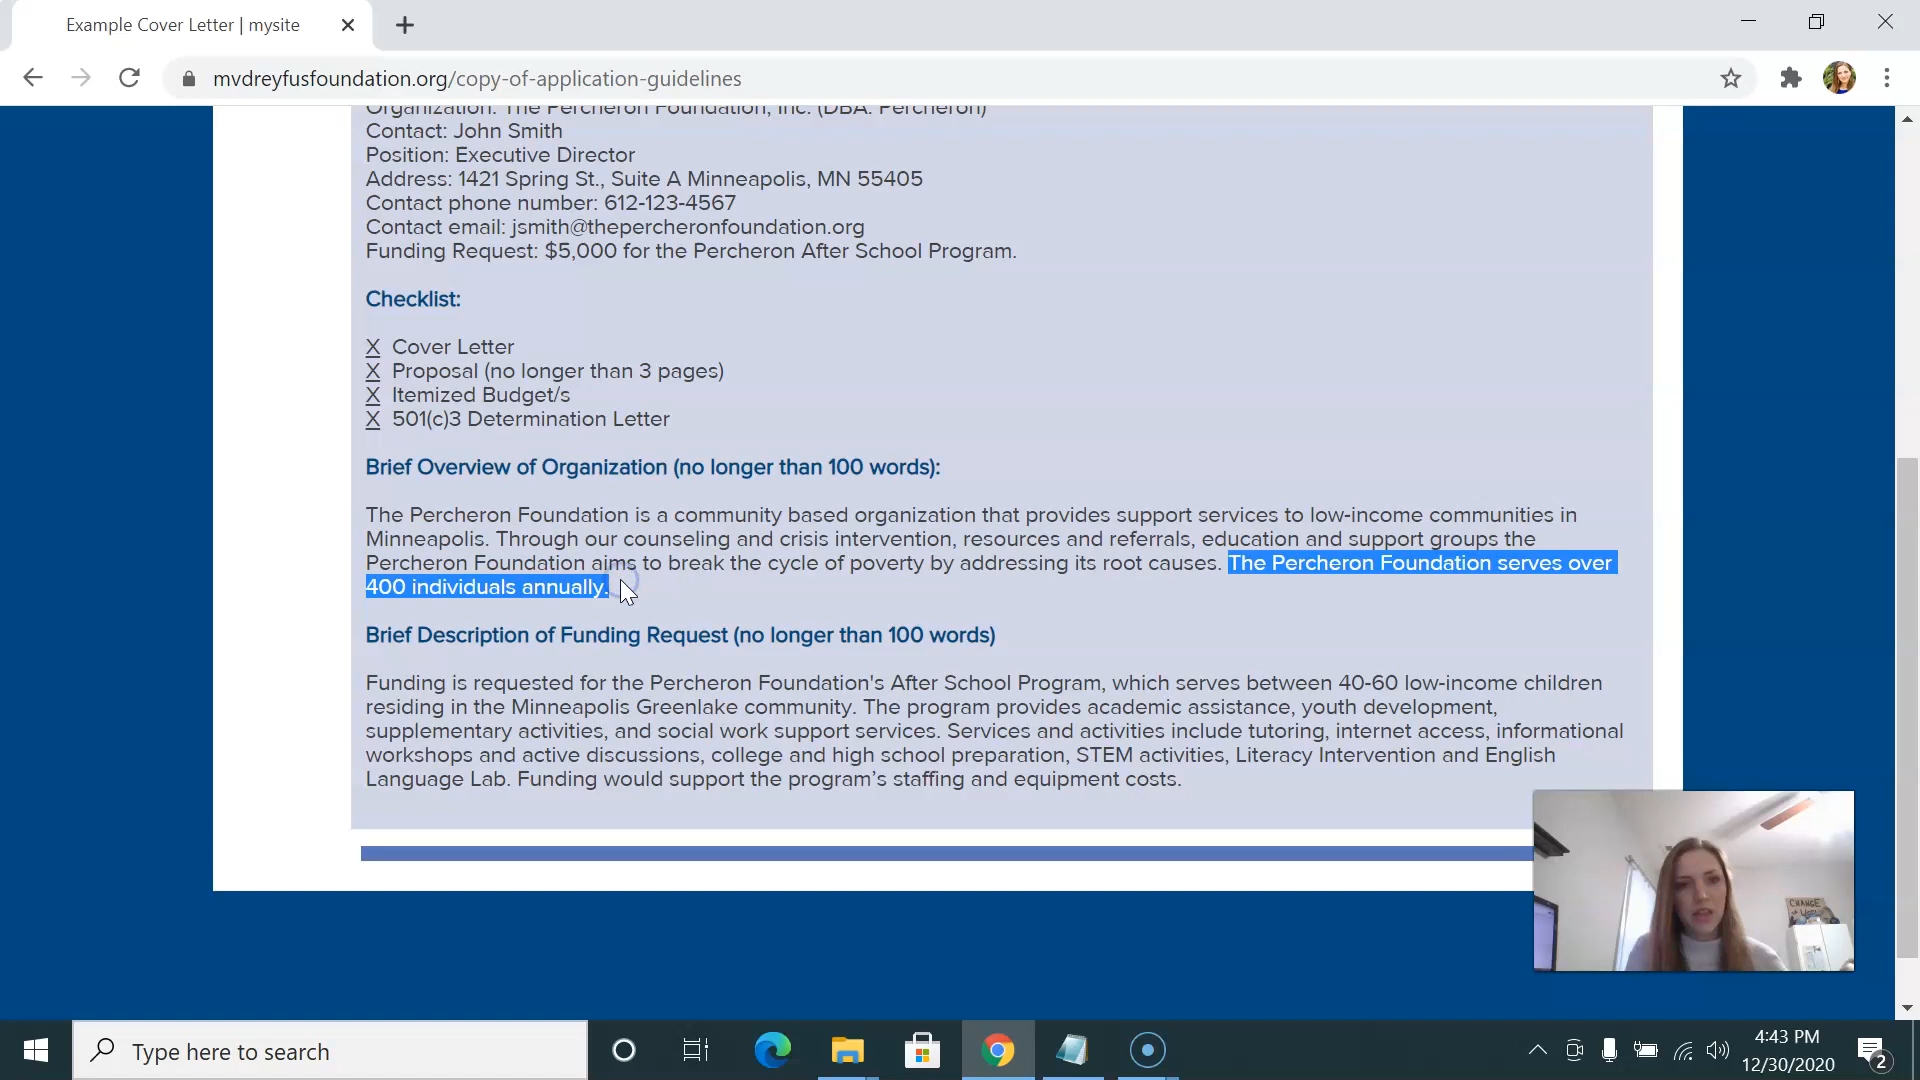 Example Cover Letter | mysite
mvdreyfusfoundation.org/copy-of-application-guidelines
Organization: The Percheron Foundation, Inc. (DBA: Percheron)
Contact: John Smith
Position: Executive Director
Address: 1421 Spring St., Suite A Minneapolis, MN 55405
Contact phone number: 612-123-4567
Contact email: jsmith@thepercheronfoundation.org
Funding Request: $5,000 for the Percheron After School Program.
Checklist:
X Cover Letter
X Proposal (no longer than 3 pages)
X Itemized Budget/s
X 501(c)3 Determination Letter
Brief Overview of Organization (no longer than 100 words):
The Percheron Foundation is a community based organization that provides support services to low-income communities in
Minneapolis. Through our counseling and crisis intervention, resources and referrals, education and support groups the
Percheron Foundation aims to break the cycle of poverty by addressing its root causes. The Percheron Foundation serves over
400 individuals annually.
Brief Description of Funding Request (no longer than 100 words)
Funding is requested for the Percheron Foundation's After School Program, which serves between 40-60 low-income children
residing in the Minneapolis Greenlake community. The program provides academic assistance, youth development,
supplementary activities, and social work support services. Services and activities include tutoring, internet access, informational
workshops and active discussions, college and high school preparation, STEM activities, Literacy Intervention and English
Language Lab. Funding would support the program’s staffing and equipment costs.
CHANGE
Type here to search
4:43 PM
12/30/2020
2